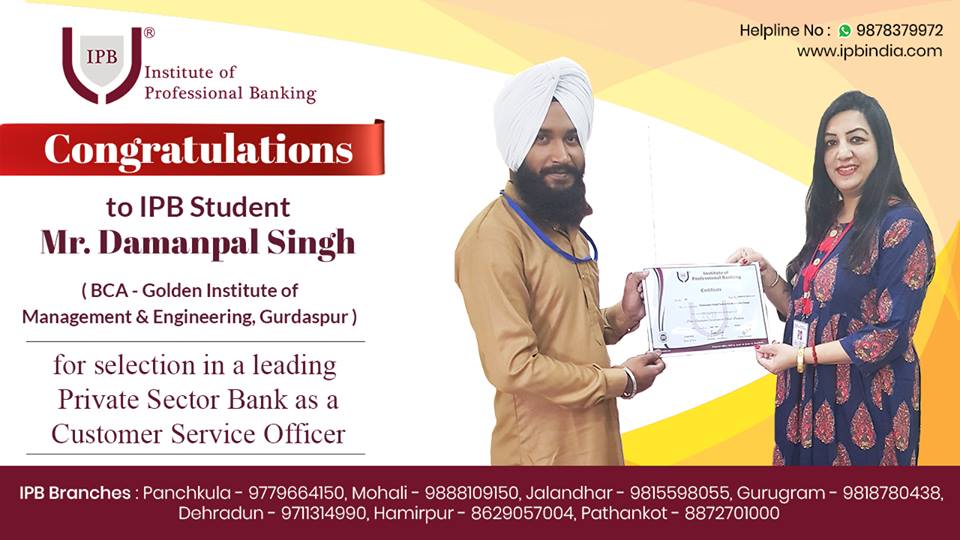 IPB
®
Institute of
Professional Banking
Helpline No : 9878379972
www.ipbindia.com
Congratulations
to IPB Student
Mr. Damanpal Singh
( BCA - Golden Institute of
Management & Engineering, Gurdaspur )
for selection in a leading
Private Sector Bank as a
Customer Service Officer
IPB
Institute of
Professional Banking
Certificate
IPB Branches : Panchkula - 9779664150, Mohali - 9888109150, Jalandhar - 9815598055, Gurugram - 9818780438,
Dehradun - 9711314990, Hamirpur - 8629057004, Pathankot - 8872701000